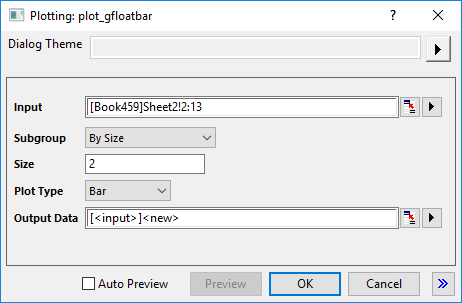 Plotting: plot_gfloatbar
Dialog Theme
Input [Book459]Sheet2!2:13
Subgroup By Size
Size 2
Plot Type Bar
Output Data [<input>]<new>
Auto Preview Preview OK Cancel